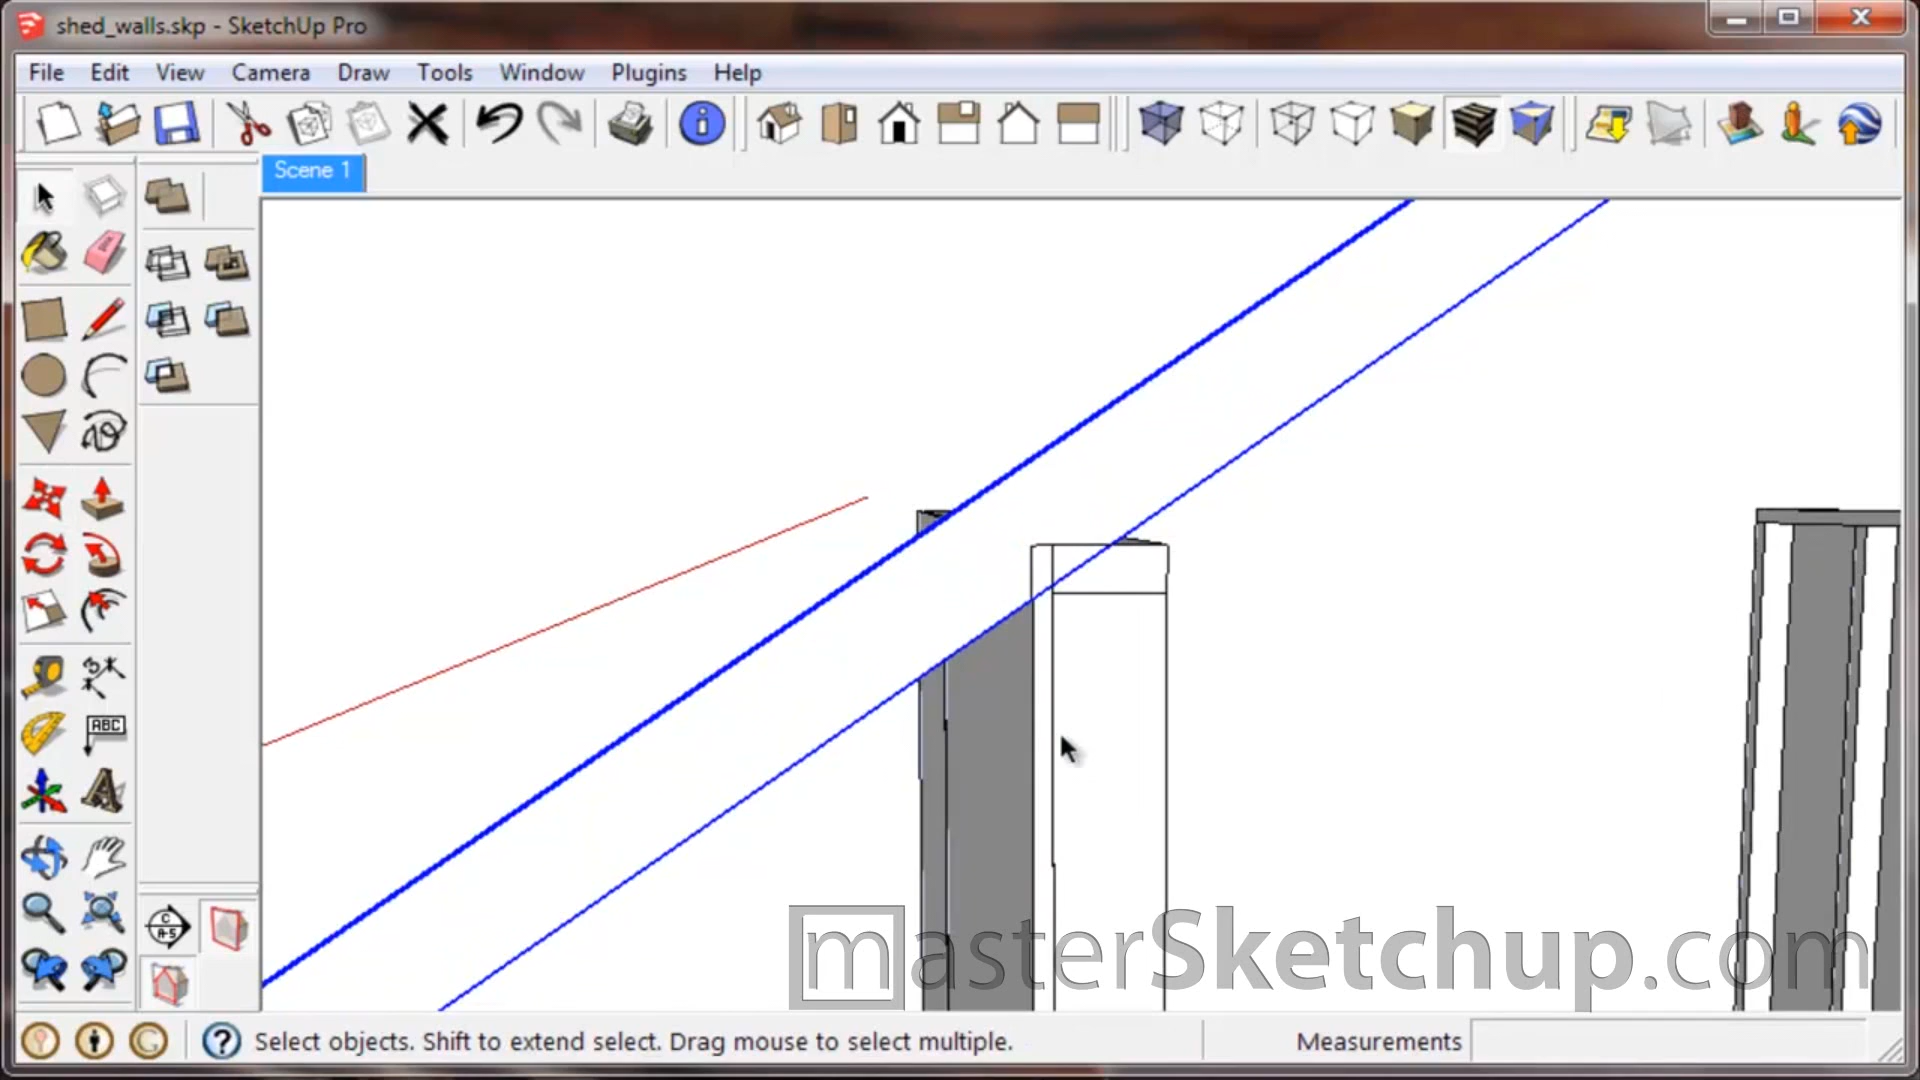 shed_walls.skp - SketchUp Pro
File Edit View Camera Draw Tools Window Plugins Help
Scene 1
ABC
C
A-5
masterSketchup.com
Select objects. Shift to extend select. Drag mouse to select multiple.
Measurements